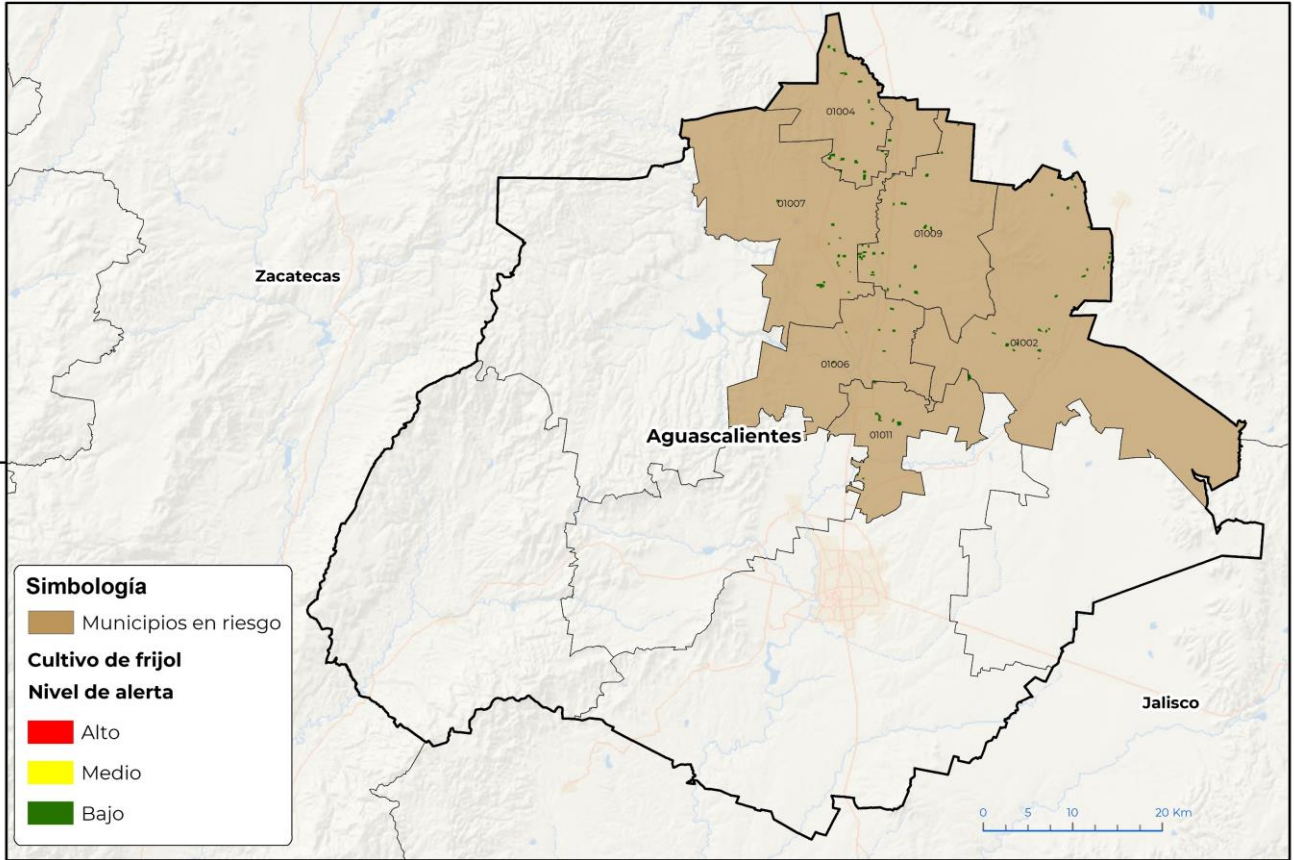 01004
01007
01009
Zacatecas
01002
01006
Aguascalientes
01011
Simbología
Municipios en riesgo
Cultivo de frijol
Nivel de alerta
Alto
Medio
Bajo
Jalisco
0 5 10 20 Km